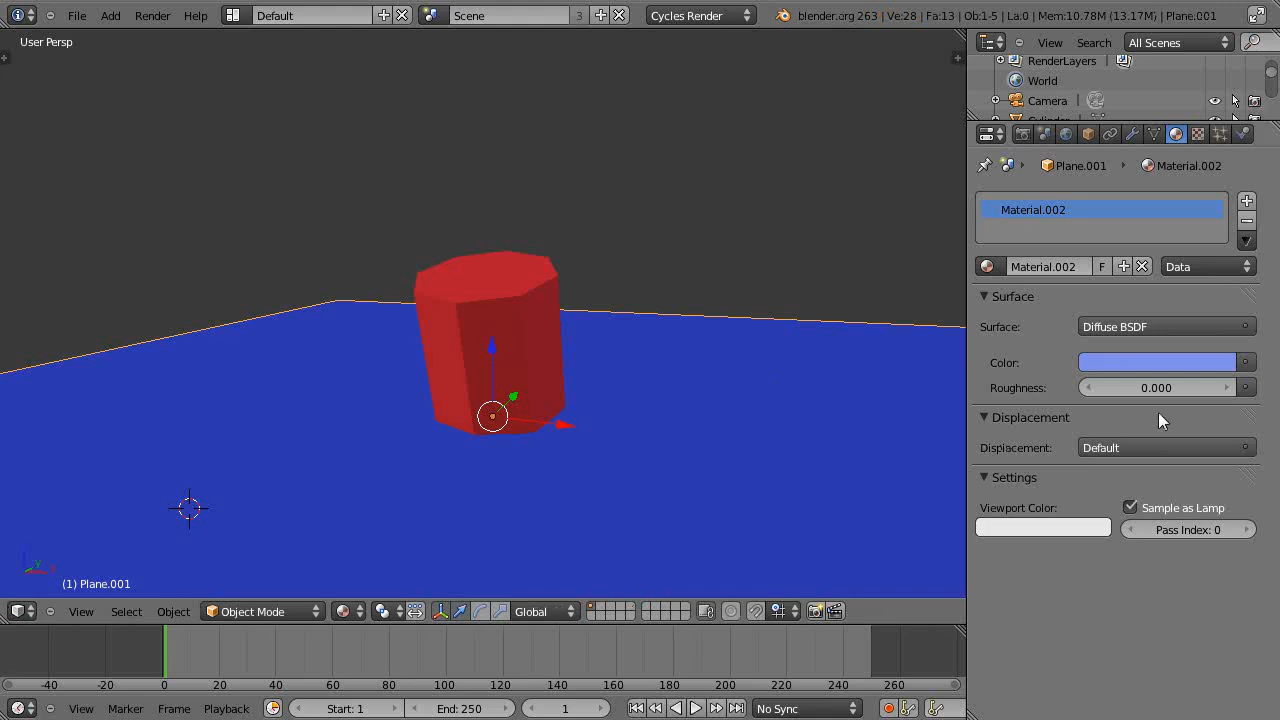 File Add Render Help Default Scene 3 Cycles Render blender.org 263 | Ve:28 | Fa:13 | Ob:1-5 | La:0 | Mem:10.78M (13.17M) | Plane.001
User Persp
View Search All Scenes
RenderLayers |
World
Camera |
Cylinder
Plane.001 Material.002
Material.002
Material.002 F Data
Surface
Surface: Diffuse BSDF
Color:
Roughness: 0.000
Displacement
Displacement: Default
Settings
Viewport Color: Sample as Lamp
Pass Index: 0
(1) Plane.001
View Select Object Object Mode Global
-40 -20 0 20 40 60 80 100 120 140 160 180 200 220 240 260
View Marker Frame Playback Start: 1 End: 250 1 No Sync